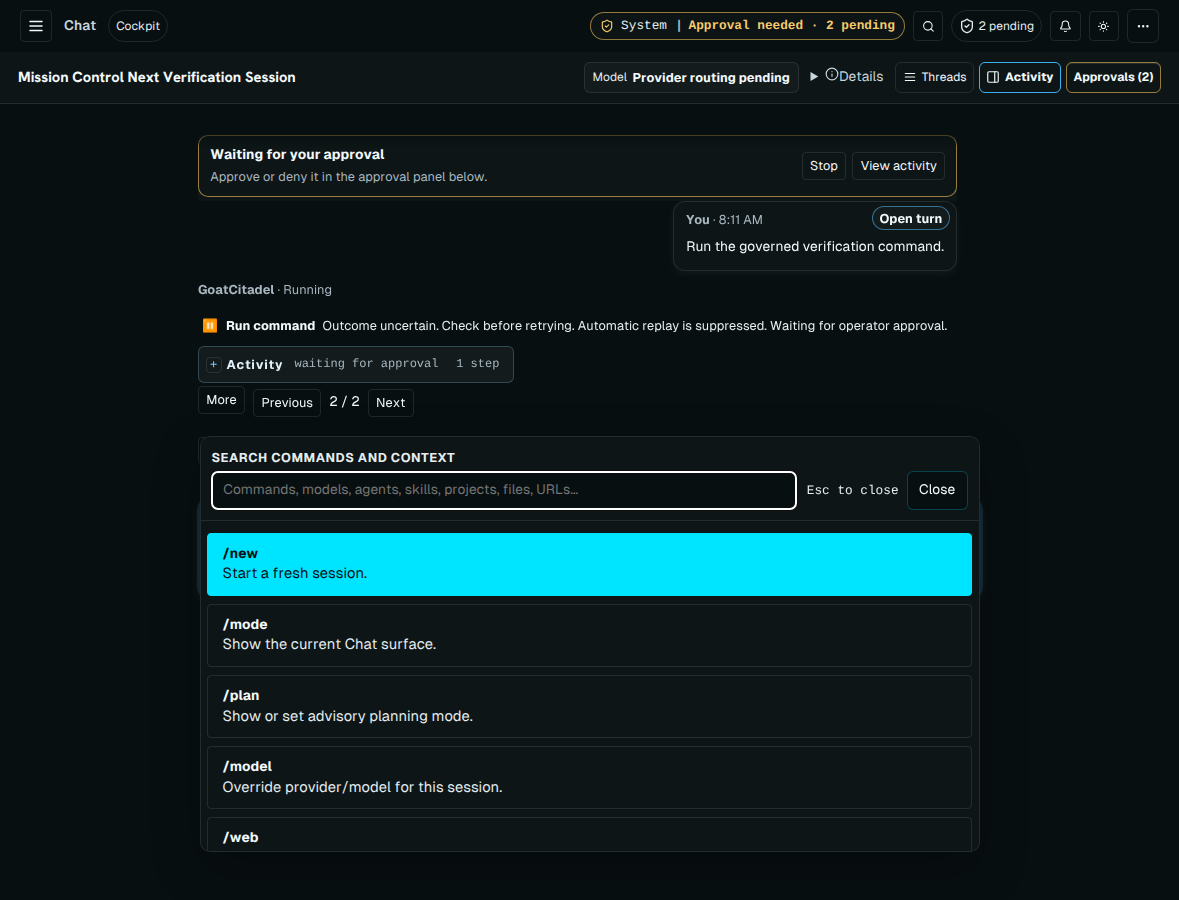 Chat Cockpit System | Approval needed · 2 pending 2 pending
Mission Control Next Verification Session Model Provider routing pending Details Threads Activity Approvals (2)
Waiting for your approval
Approve or deny it in the approval panel below.
Stop View activity
You · 8:11 AM Open turn
Run the governed verification command.
GoatCitadel · Running
Run command Outcome uncertain. Check before retrying. Automatic replay is suppressed. Waiting for operator approval.
+ Activity waiting for approval 1 step
More Previous 2 / 2 Next
SEARCH COMMANDS AND CONTEXT
Commands, models, agents, skills, projects, files, URLs… Esc to close Close
/new
Start a fresh session.
/mode
Show the current Chat surface.
/plan
Show or set advisory planning mode.
/model
Override provider/model for this session.
/web